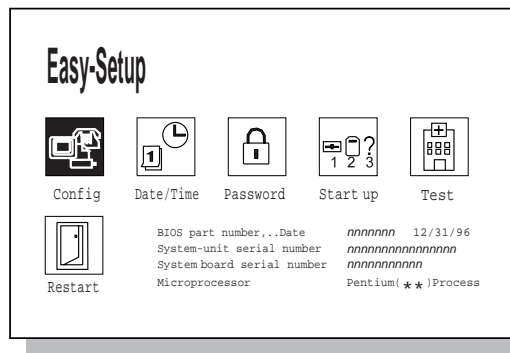 Easy-Setup
1
1 2 3
Config Date/Time Password Start up Test
Restart
BIOS part number,..Date nnnnnnn 12/31/96
System-unit serial number nnnnnnnnnnnnnnnn
System board serial number nnnnnnnnnnn
Microprocessor Pentium(**)Process